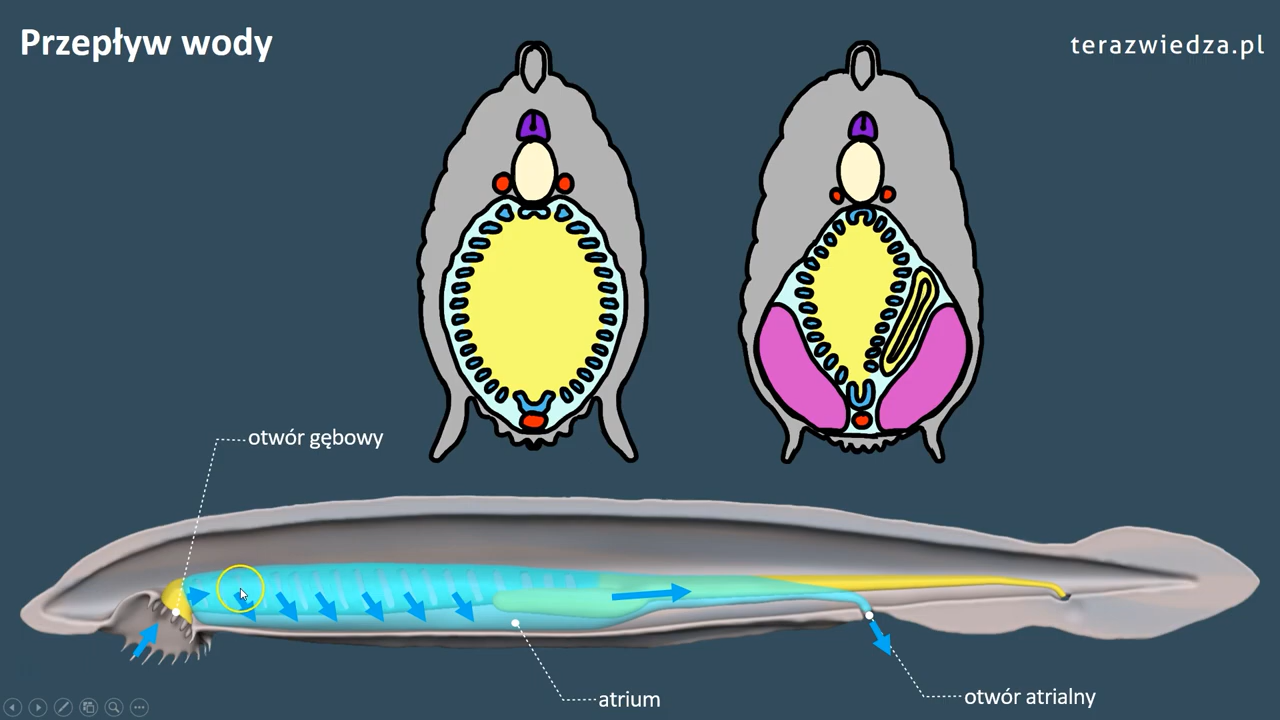 Przepływ wody
terazwiedza.pl
otwór gębowy
atrium
otwór atrialny